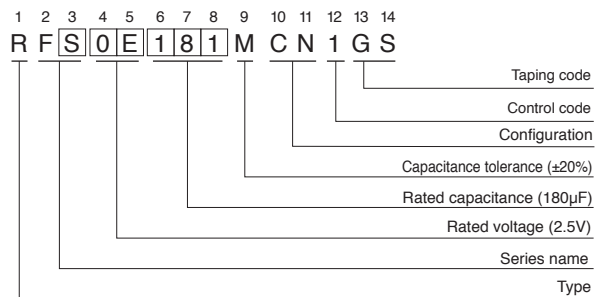 1 2 3 4 5 6 7 8 9 10 11 12 13 14
R F S 0 E 1 8 1 M C N 1 G S
Taping code
Control code
Configuration
Capacitance tolerance (±20%)
Rated capacitance (180μF)
Rated voltage (2.5V)
Series name
Type